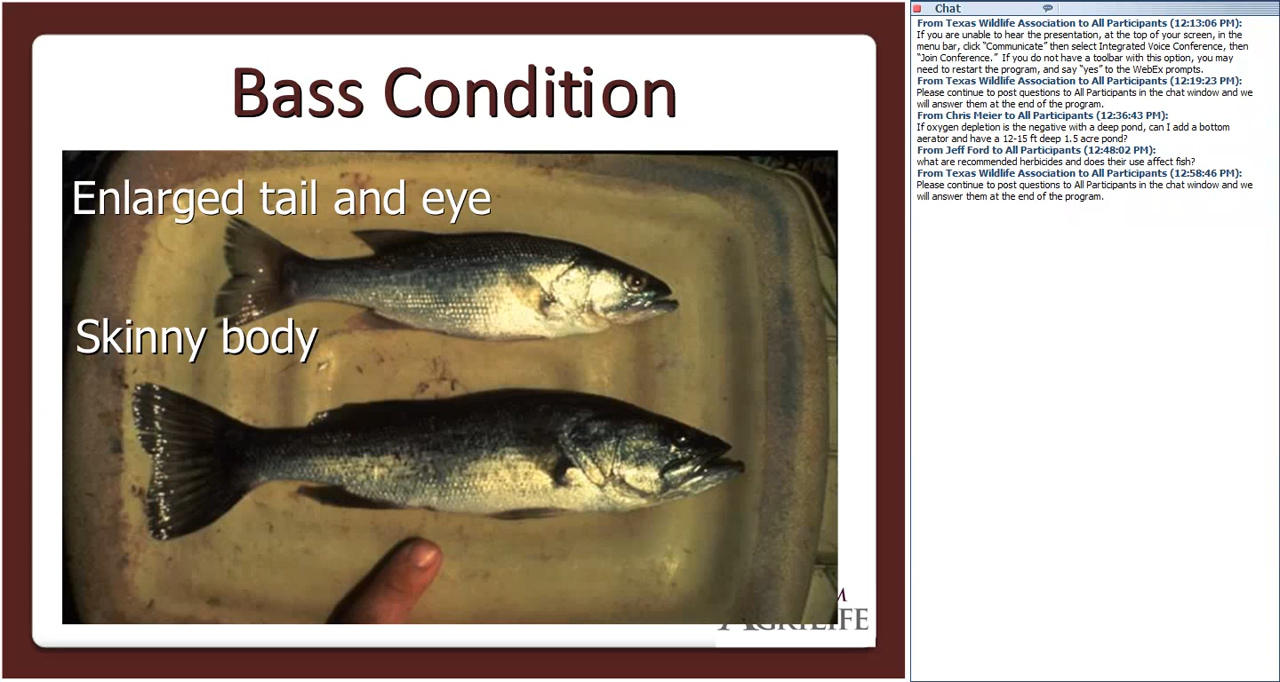 Bass Condition
Enlarged tail and eye
Skinny body
Chat
From Texas Wildlife Association to All Participants (12:13:06 PM):
If you are unable to hear the presentation, at the top of your screen, in the
menu bar, click “Communicate” then select Integrated Voice Conference, then
“Join Conference.”  If you do not have a toolbar with this option, you may
need to restart the program, and say “yes” to the WebEx prompts.
From Texas Wildlife Association to All Participants (12:19:23 PM):
Please continue to post questions to All Participants in the chat window and we
will answer them at the end of the program.
From Chris Meier to All Participants (12:36:43 PM):
If oxygen depletion is the negative with a deep pond, can I add a bottom
aerator and have a 12-15 ft deep 1.5 acre pond?
From Jeff Ford to All Participants (12:48:02 PM):
what are recommended herbicides and does their use affect fish?
From Texas Wildlife Association to All Participants (12:58:46 PM):
Please continue to post questions to All Participants in the chat window and we
will answer them at the end of the program.